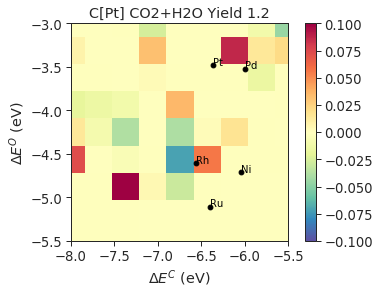 C[Pt] CO2+H2O Yield 1.2
−3.0
−3.5
−4.0
−4.5
−5.0
−5.5
ΔE^O (eV)
Pt
Pd
Rh
Ni
Ru
−8.0 −7.5 −7.0 −6.5 −6.0 −5.5
ΔE^C (eV)
0.100
0.075
0.050
0.025
0.000
−0.025
−0.050
−0.075
−0.100